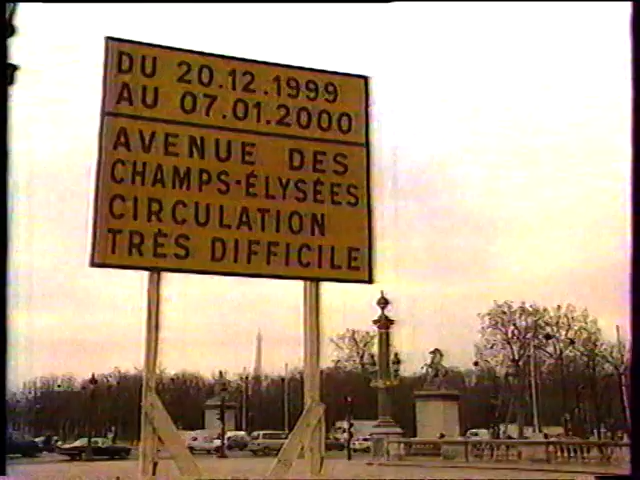 DU 20.12.1999
AU 07.01.2000
AVENUE DES
CHAMPS-ÉLYSÉES
CIRCULATION
TRÈS DIFFICILE